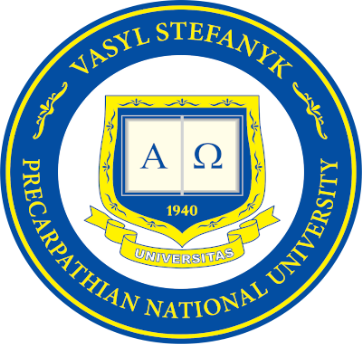 VASYL STEFANYK
PRECARPATHIAN NATIONAL UNIVERSITY
Α Ω
1940
UNIVERSITAS